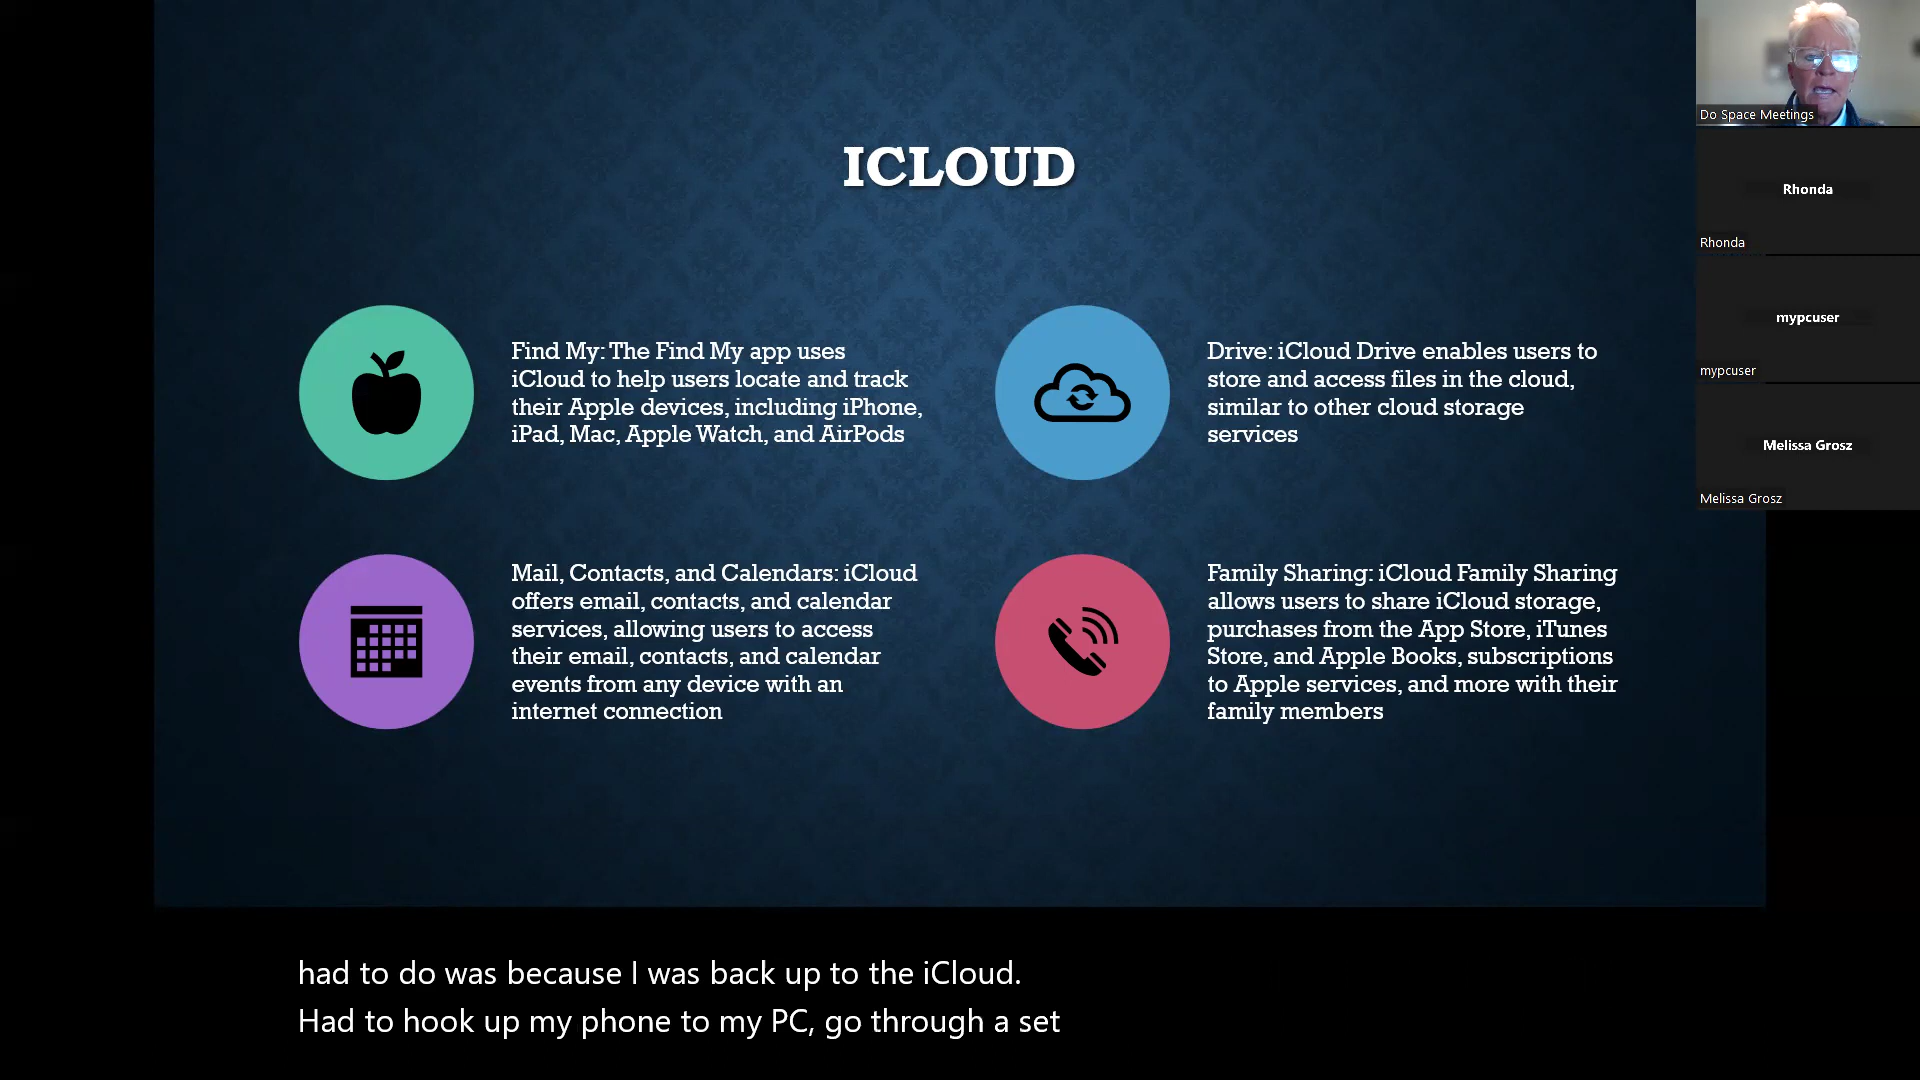 ICLOUD
Find My: The Find My app uses
iCloud to help users locate and track
their Apple devices, including iPhone,
iPad, Mac, Apple Watch, and AirPods
Drive: iCloud Drive enables users to
store and access files in the cloud,
similar to other cloud storage
services
Mail, Contacts, and Calendars: iCloud
offers email, contacts, and calendar
services, allowing users to access
their email, contacts, and calendar
events from any device with an
internet connection
Family Sharing: iCloud Family Sharing
allows users to share iCloud storage,
purchases from the App Store, iTunes
Store, and Apple Books, subscriptions
to Apple services, and more with their
family members
Do Space Meetings
Rhonda
Rhonda
mypcuser
mypcuser
Melissa Grosz
Melissa Grosz
had to do was because I was back up to the iCloud.
Had to hook up my phone to my PC, go through a set